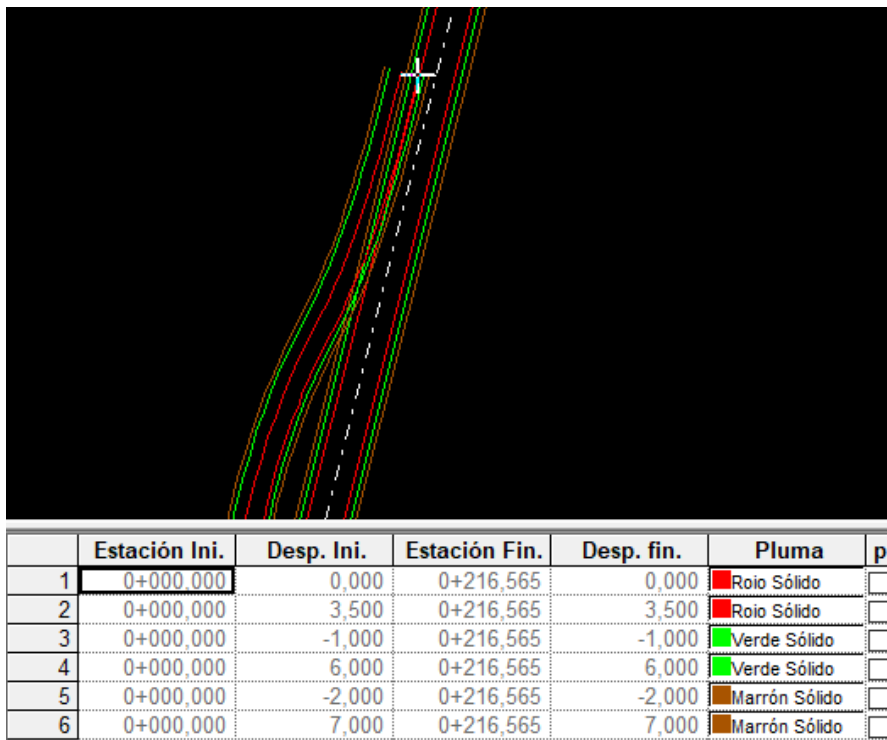 Estación Ini. Desp. Ini. Estación Fin. Desp. fin. Pluma p
1 0+000,000 0,000 0+216,565 0,000 Roio Sólido
2 0+000,000 3,500 0+216,565 3,500 Roio Sólido
3 0+000,000 -1,000 0+216,565 -1,000 Verde Sólido
4 0+000,000 6,000 0+216,565 6,000 Verde Sólido
5 0+000,000 -2,000 0+216,565 -2,000 Marrón Sólido
6 0+000,000 7,000 0+216,565 7,000 Marrón Sólido